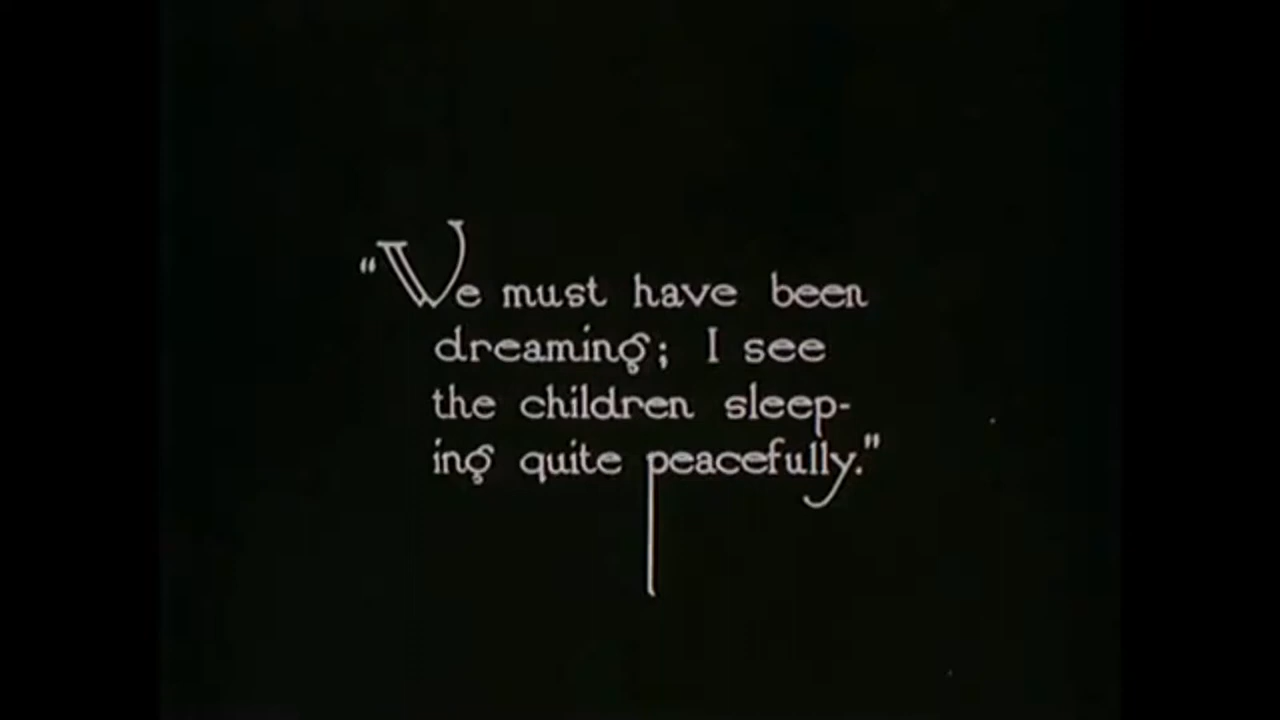 "We must have been
dreaming; I see
the children sleep-
ing quite peacefully."